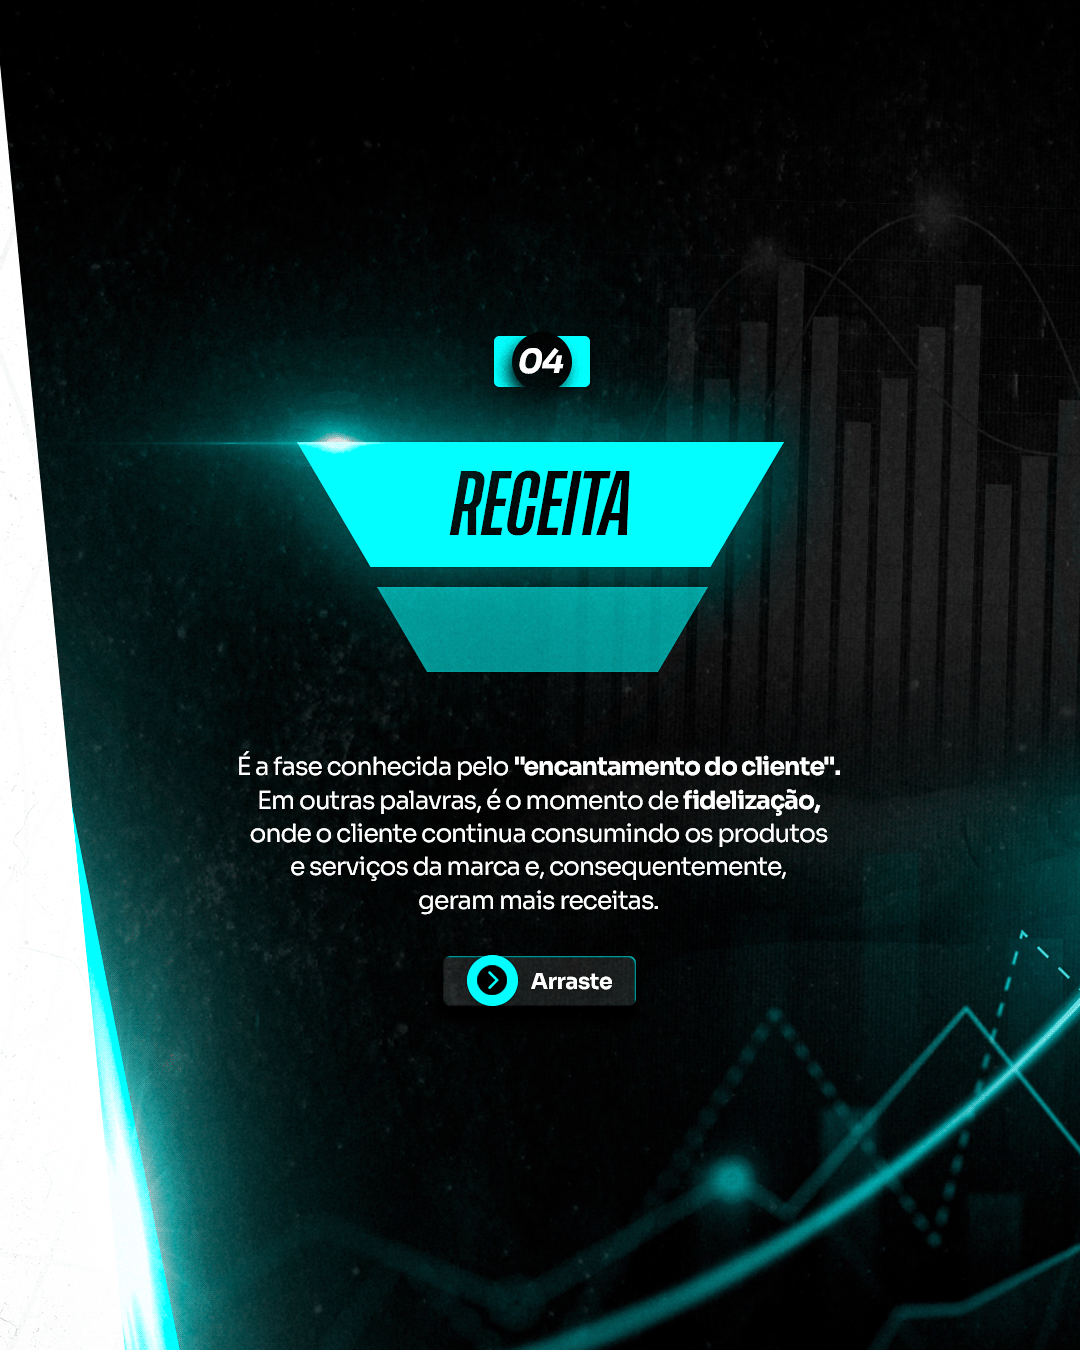 04
RECEITA
É a fase conhecida pelo "encantamento do cliente".
Em outras palavras, é o momento de fidelização,
onde o cliente continua consumindo os produtos
e serviços da marca e, consequentemente,
geram mais receitas.
Arraste